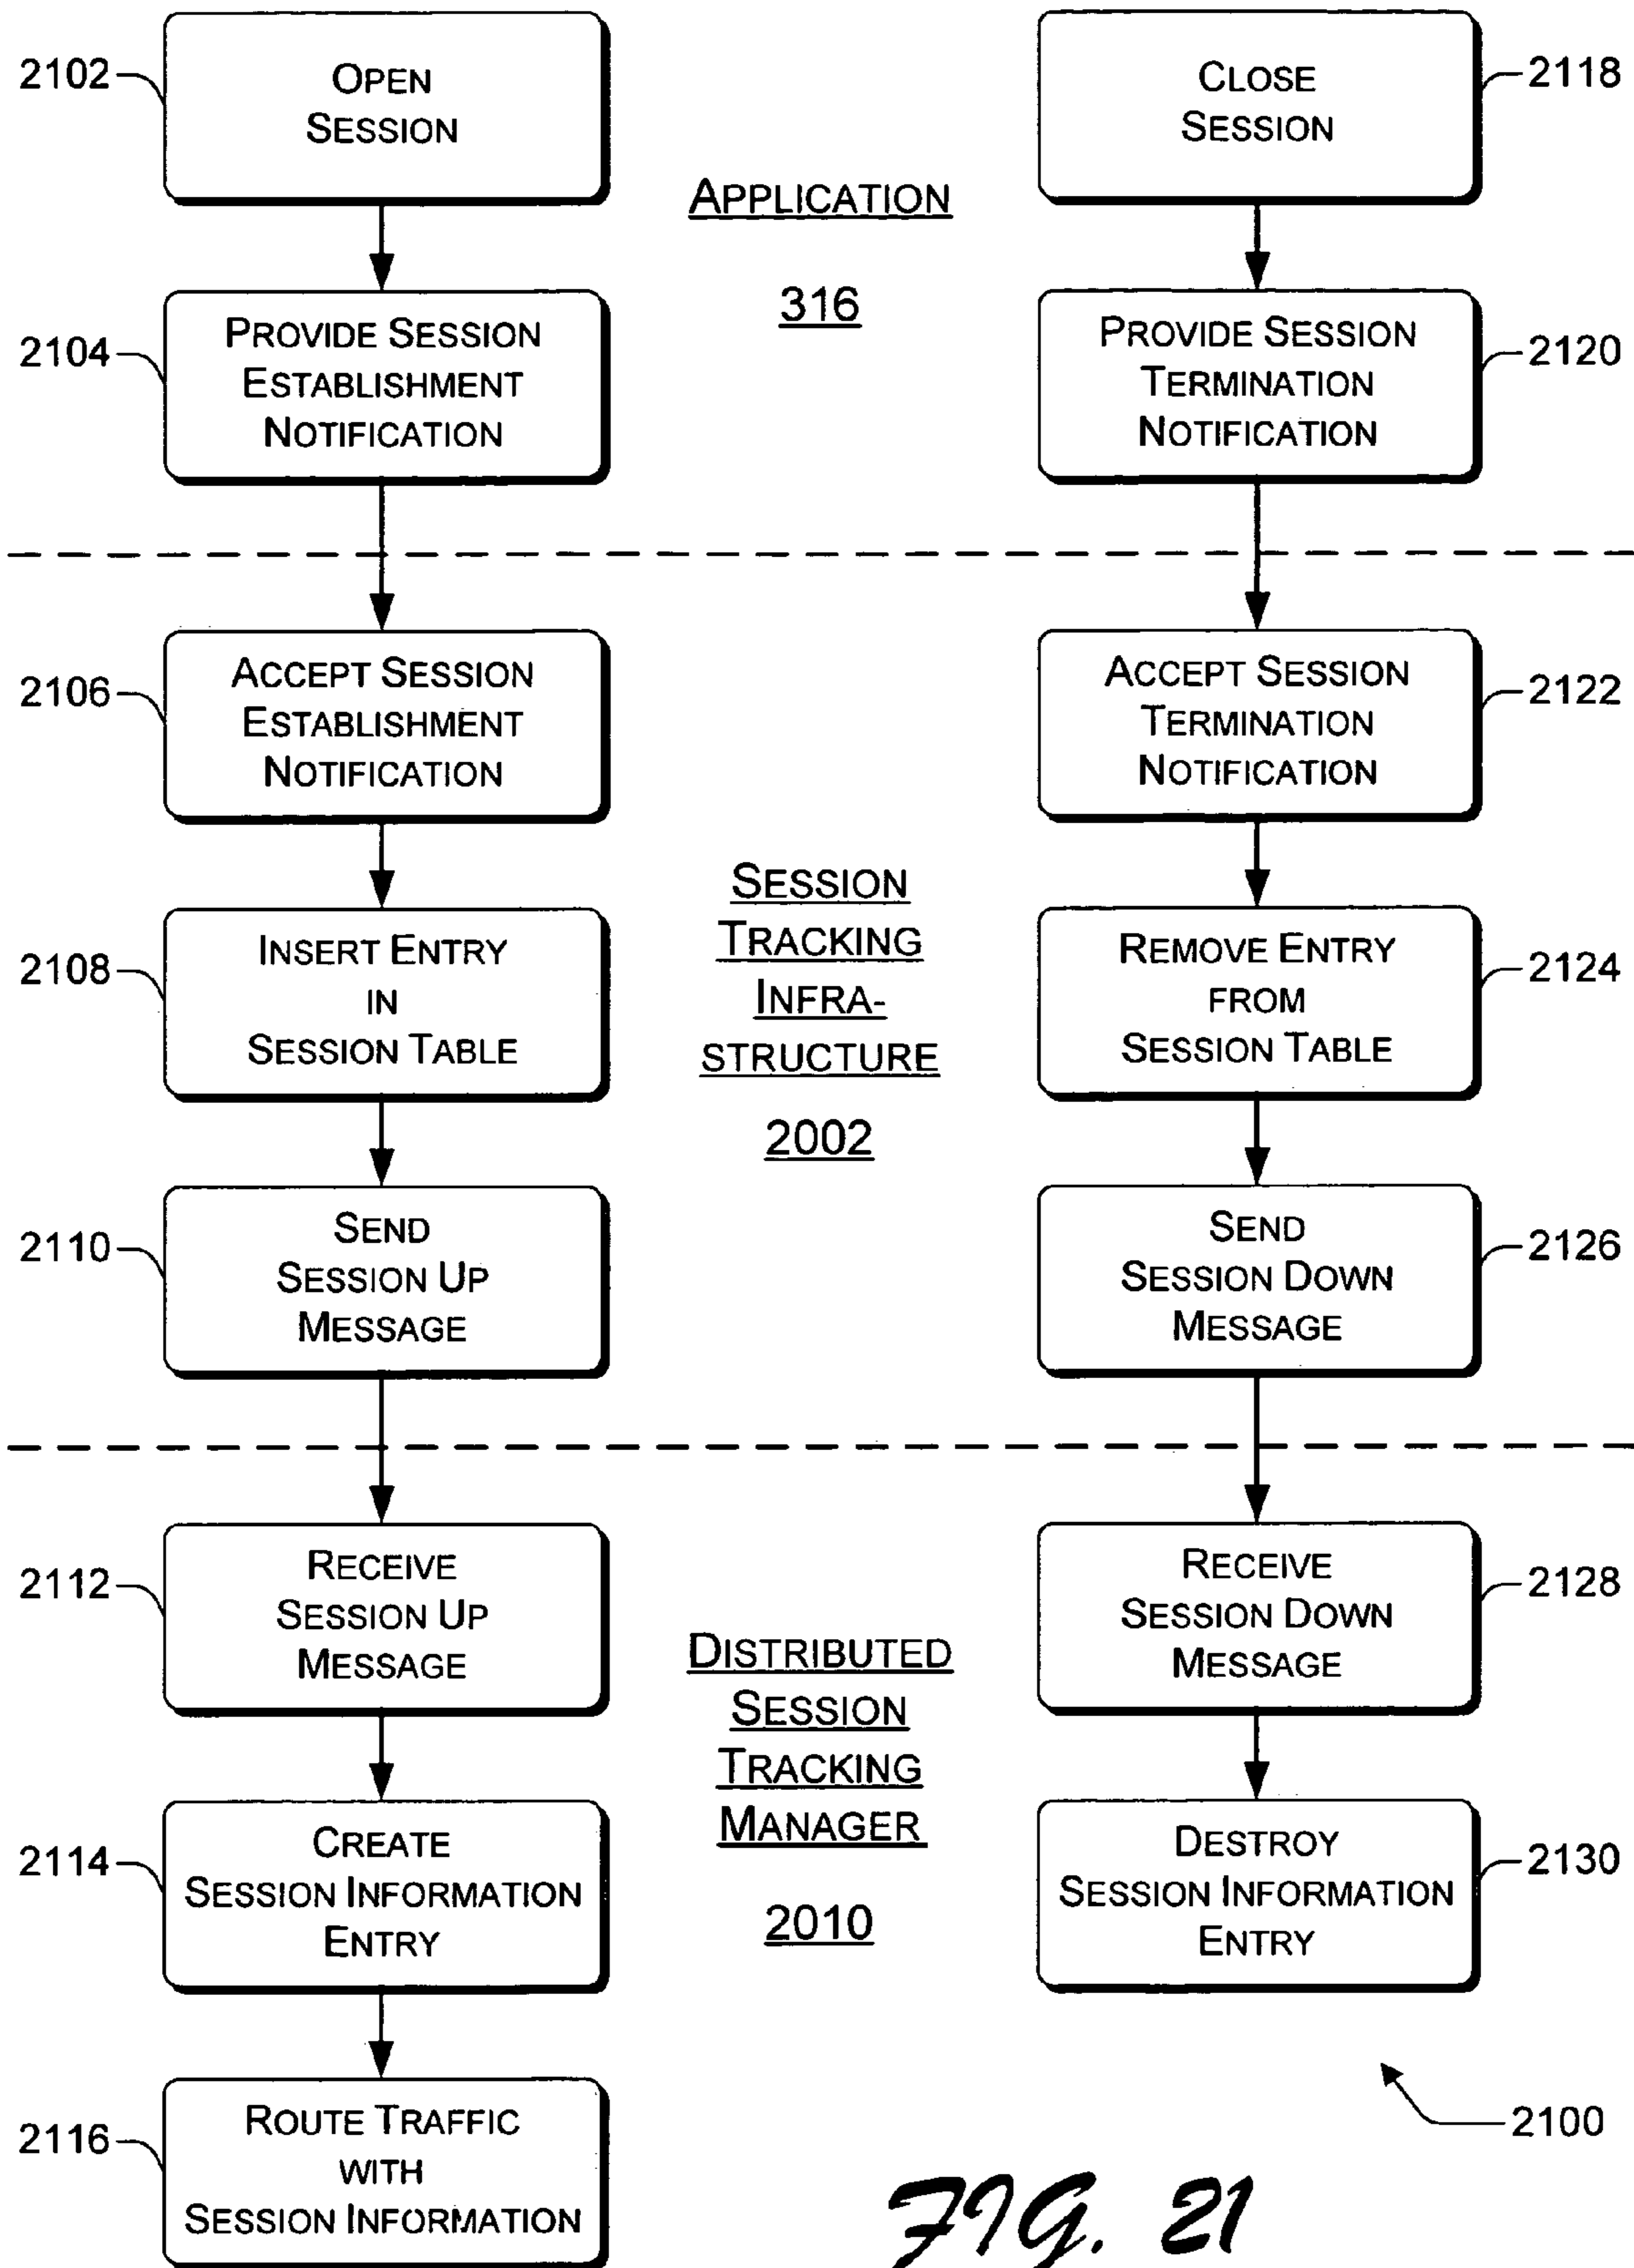 2102
OPEN
SESSION
CLOSE
SESSION
2118
APPLICATION
316
2104
PROVIDE SESSION
ESTABLISHMENT
NOTIFICATION
PROVIDE SESSION
TERMINATION
NOTIFICATION
2120
2106
ACCEPT SESSION
ESTABLISHMENT
NOTIFICATION
ACCEPT SESSION
TERMINATION
NOTIFICATION
2122
SESSION
TRACKING
INFRA-
STRUCTURE
2002
2108
INSERT ENTRY
IN
SESSION TABLE
REMOVE ENTRY
FROM
SESSION TABLE
2124
2110
SEND
SESSION UP
MESSAGE
SEND
SESSION DOWN
MESSAGE
2126
2112
RECEIVE
SESSION UP
MESSAGE
RECEIVE
SESSION DOWN
MESSAGE
2128
DISTRIBUTED
SESSION
TRACKING
MANAGER
2010
2114
CREATE
SESSION INFORMATION
ENTRY
DESTROY
SESSION INFORMATION
ENTRY
2130
2116
ROUTE TRAFFIC
WITH
SESSION INFORMATION
2100
FIG. 21